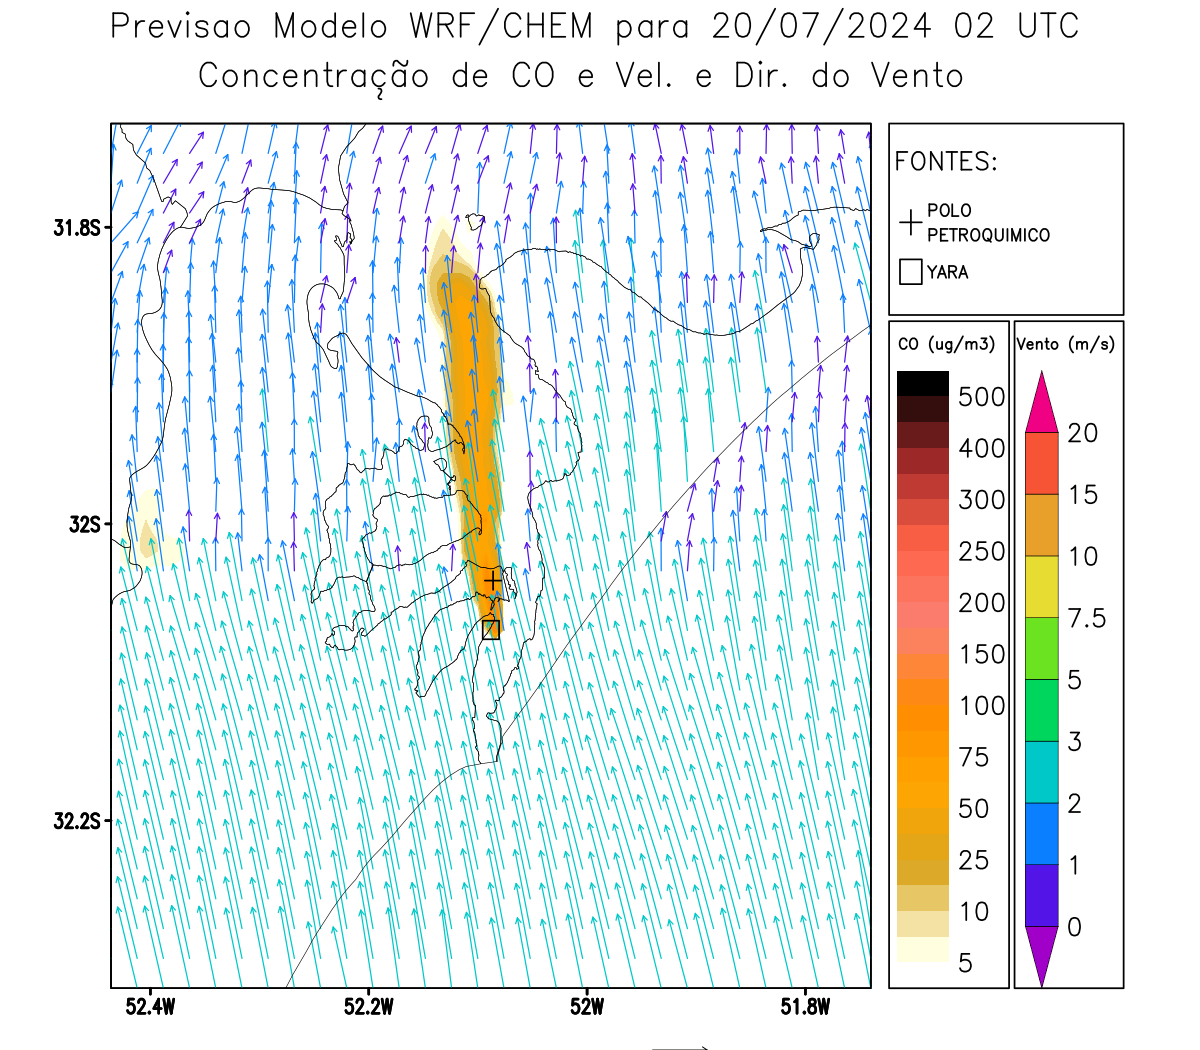 Previsao Modelo WRF/CHEM para 20/07/2024 02 UTC
Concentração de CO e Vel. e Dir. do Vento
FONTES:
POLO
PETROQUIMICO
YARA
CO (ug/m3)
500
400
300
250
200
150
100
75
50
25
10
5
Vento (m/s)
20
15
10
7.5
5
3
2
1
0
31.8S
32S
32.2S
52.4W
52.2W
52W
51.8W